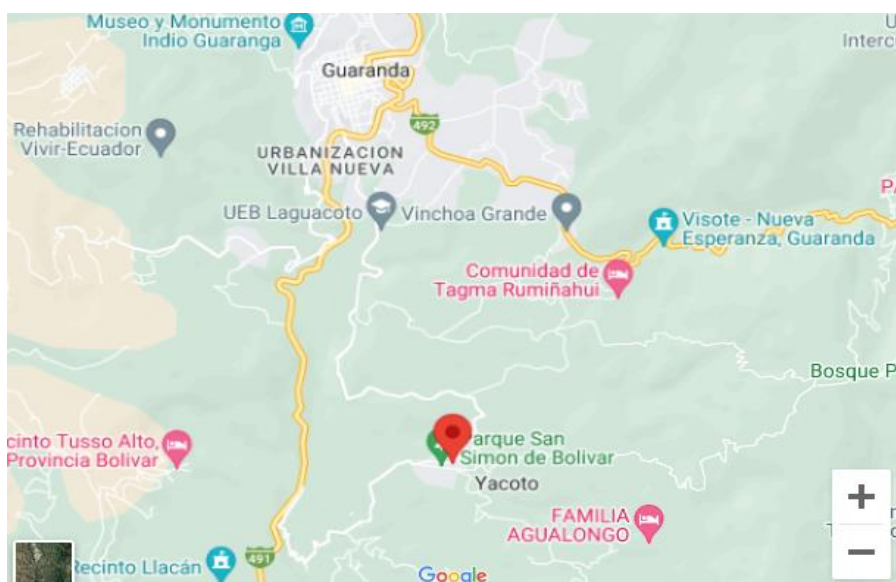 Museo y Monumento
Indio Guaranga
Guaranda
Interc
Rehabilitacion
Vivir-Ecuador
492
URBANIZACION
VILLA NUEVA
UEB Laguacoto
Vinchoa Grande
Visote - Nueva
Esperanza, Guaranda
Comunidad de
Tagma Rumiñahui
Bosque P
cinto Tusso Alto,
Provincia Bolivar
arque San
Simon de Bolivar
Yacoto
FAMILIA
AGUALONGO
Recinto Llacán
491
Google
+
−